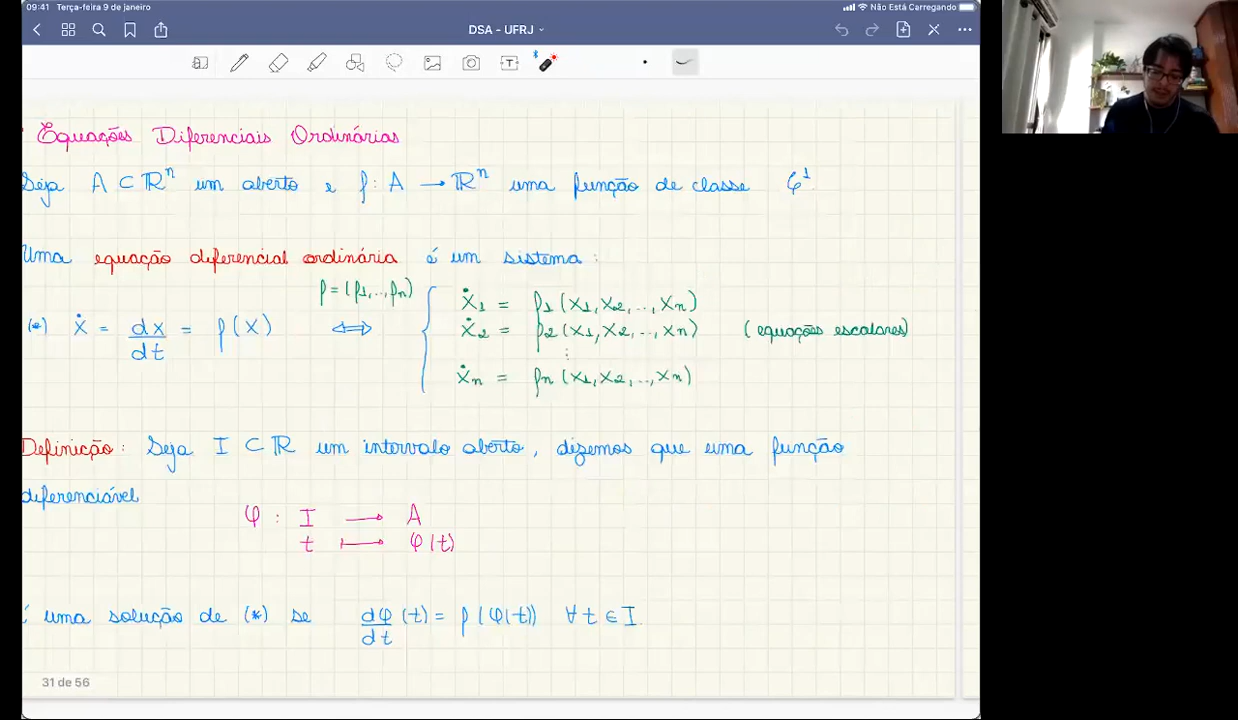 09:41 Terça-feira 9 de janeiro
Não Está Carregando
DSA - UFRJ
Equações Diferenciais Ordinárias
Seja A ⊂ ℝⁿ um aberto e f: A → ℝⁿ uma função de classe C¹
Uma equação diferencial ordinária é um sistema:
f = (f₁,..,fₙ)
(*) ẋ = dx/dt = f(x) ⟺ { ẋ₁ = f₁(x₁,x₂,..,xₙ)
ẋ₂ = f₂(x₁,x₂,..,xₙ) (equações escalares)
⋮
ẋₙ = fₙ(x₁,x₂,..,xₙ)
Definição: Seja I ⊂ ℝ um intervalo aberto, dizemos que uma função
diferenciável
φ : I → A
t ↦ φ(t)
É uma solução de (*) se dφ/dt (t) = f(φ(t)) ∀ t ∈ I.
31 de 56